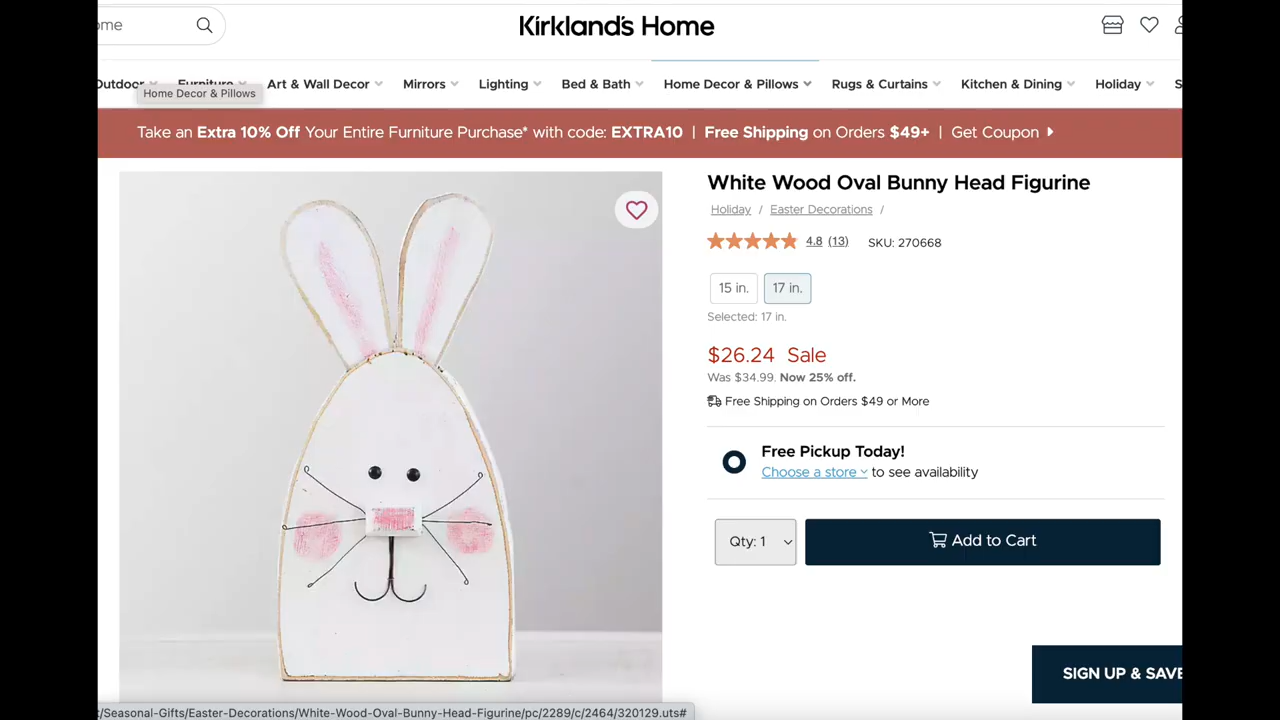 ome
Kirkland's Home
Outdoor
Furniture
Art & Wall Decor
Mirrors
Lighting
Bed & Bath
Home Decor & Pillows
Rugs & Curtains
Kitchen & Dining
Holiday
S
Home Decor & Pillows
Take an Extra 10% Off Your Entire Furniture Purchase* with code: EXTRA10 | Free Shipping on Orders $49+ | Get Coupon
White Wood Oval Bunny Head Figurine
Holiday / Easter Decorations /
4.8 (13) SKU: 270668
15 in. 17 in.
Selected: 17 in.
$26.24 Sale
Was $34.99. Now 25% off.
Free Shipping on Orders $49 or More
Free Pickup Today!
Choose a store to see availability
Qty: 1
Add to Cart
SIGN UP & SAVE
/Seasonal-Gifts/Easter-Decorations/White-Wood-Oval-Bunny-Head-Figurine/pc/2289/c/2464/320129.uts#